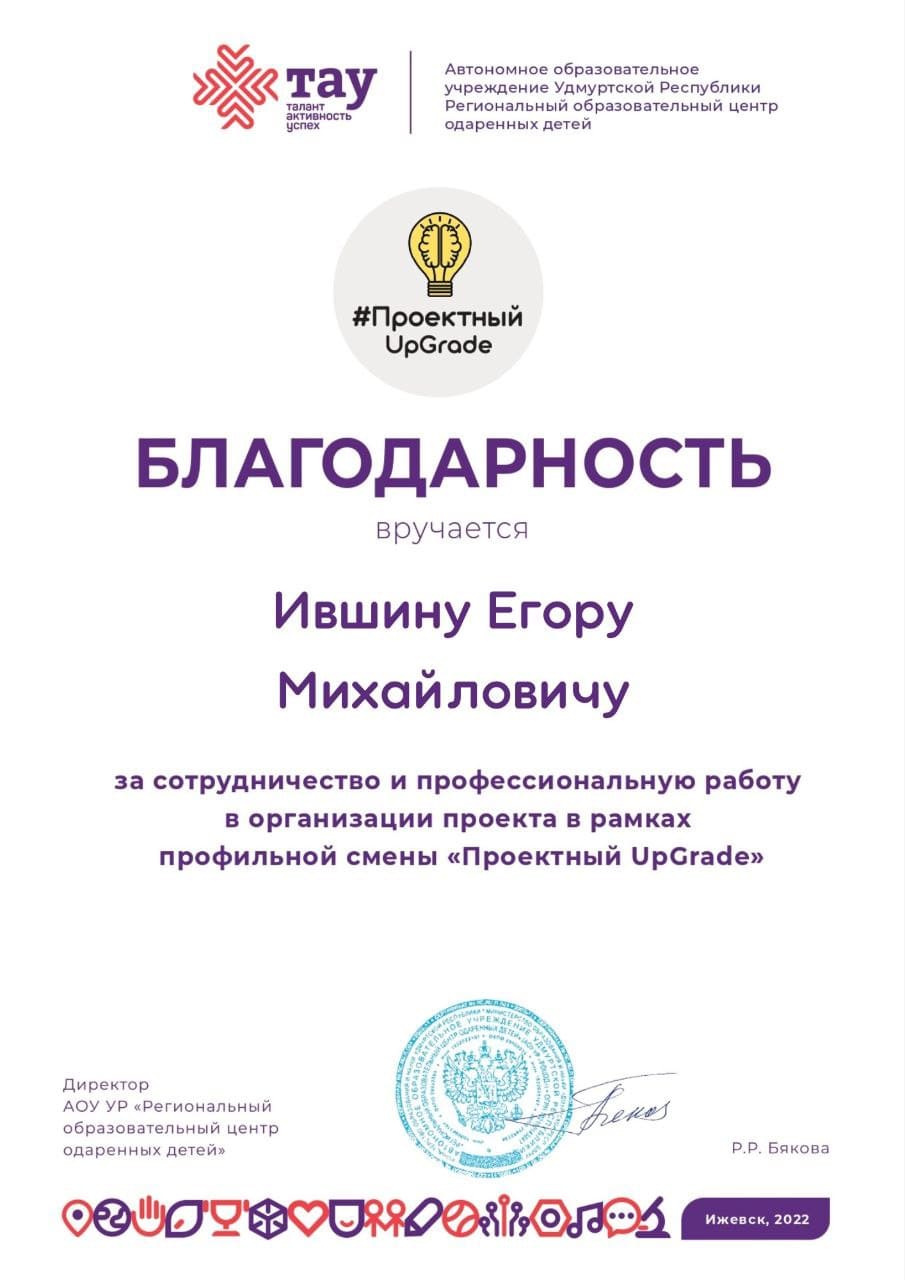 тау
талант
активность
успех
Автономное образовательное
учреждение Удмуртской Республики
Региональный образовательный центр
одаренных детей
#Проектный
UpGrade
БЛАГОДАРНОСТЬ
вручается
Ившину Егору
Михайловичу
за сотрудничество и профессиональную работу
в организации проекта в рамках
профильной смены «Проектный UpGrade»
Директор
АОУ УР «Региональный
образовательный центр
одаренных детей»
Р.Р. Бякова
Ижевск, 2022